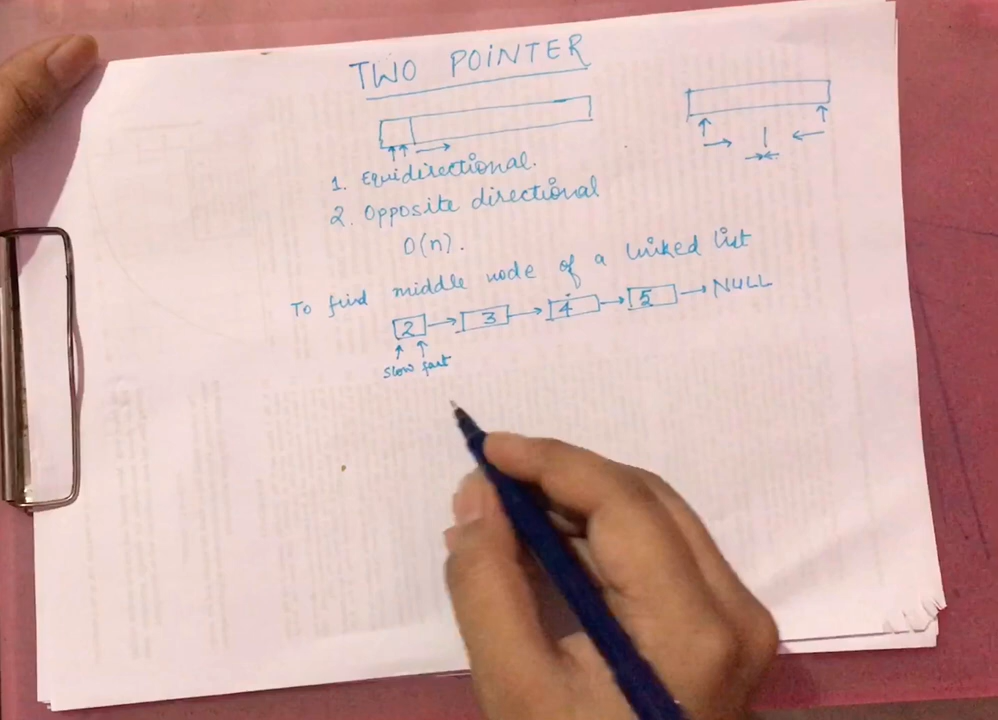 TWO POINTER
1. Equidirectional.
2. Opposite directional
O(n).
To find middle node of a linked list
2 → 3 → 4 → 5 → NULL
slow fast